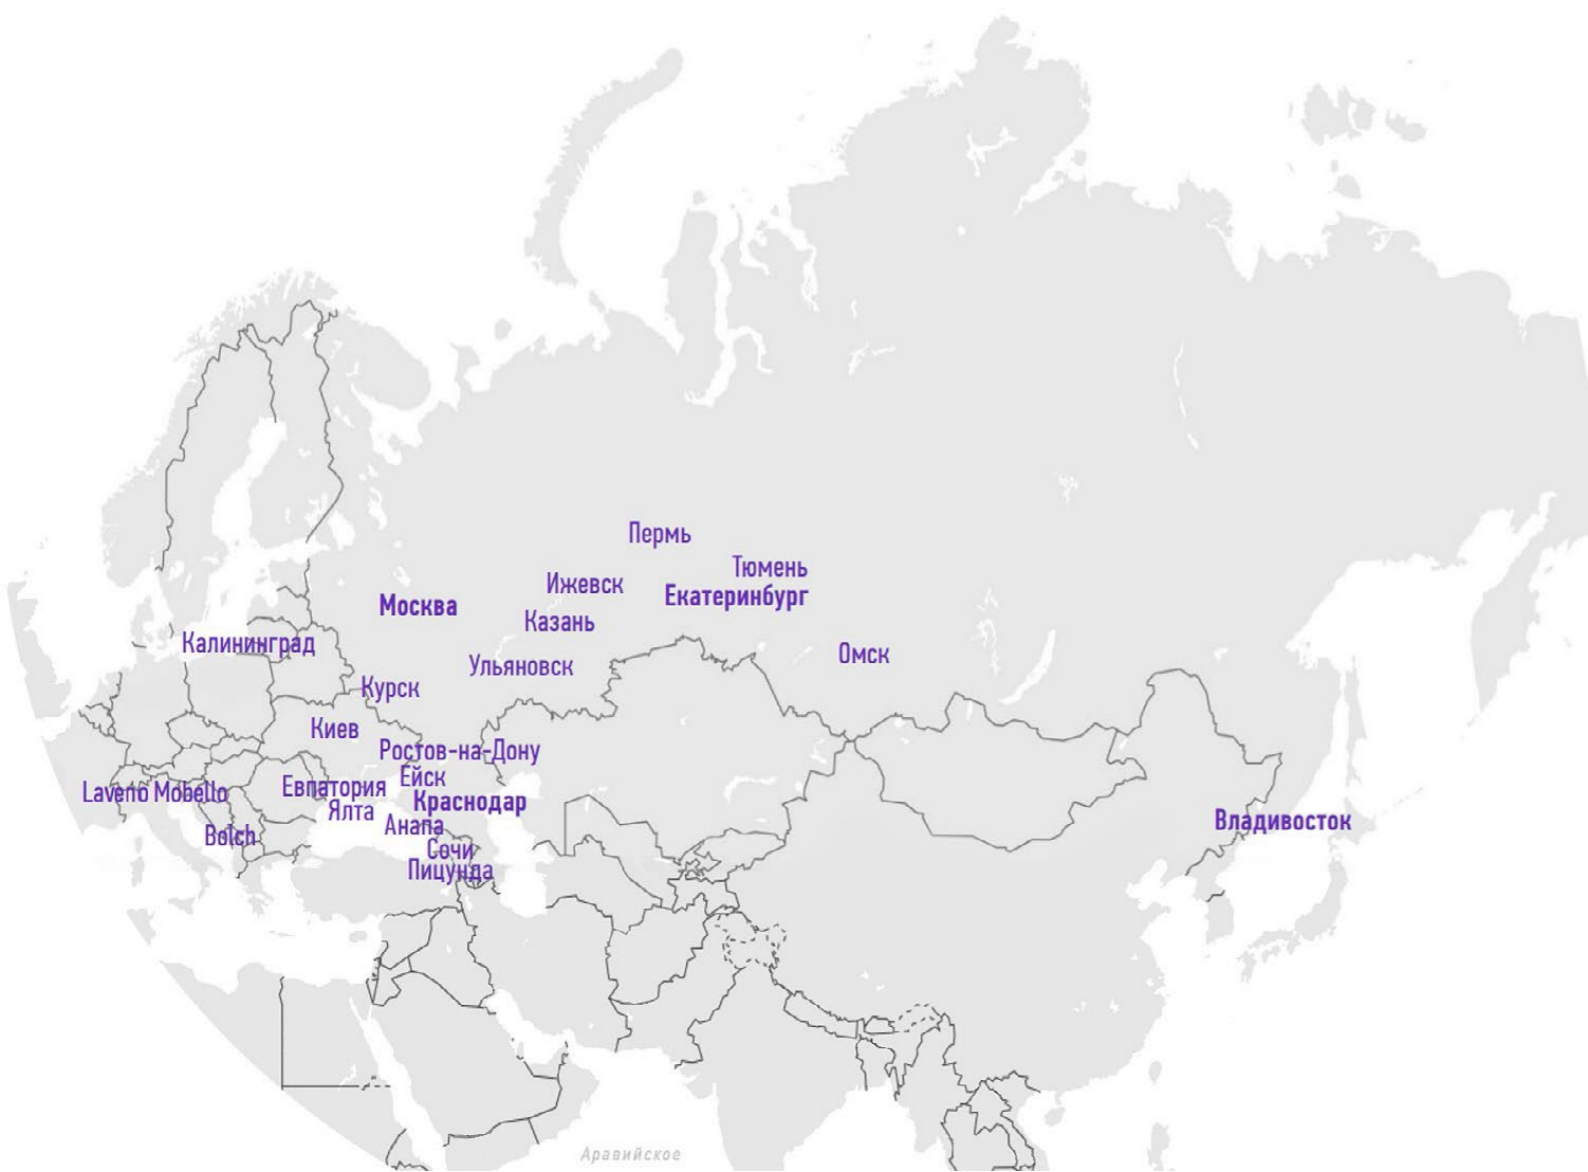 Пермь
Тюмень
Ижевск
Екатеринбург
Москва
Казань
Калининград
Омск
Ульяновск
Курск
Киев
Ростов-на-Дону
Ейск
Евпатория
Laveno Mobello
Краснодар
Ялта
Владивосток
Анапа
Bolch
Сочи
Пицунда
Аравийское